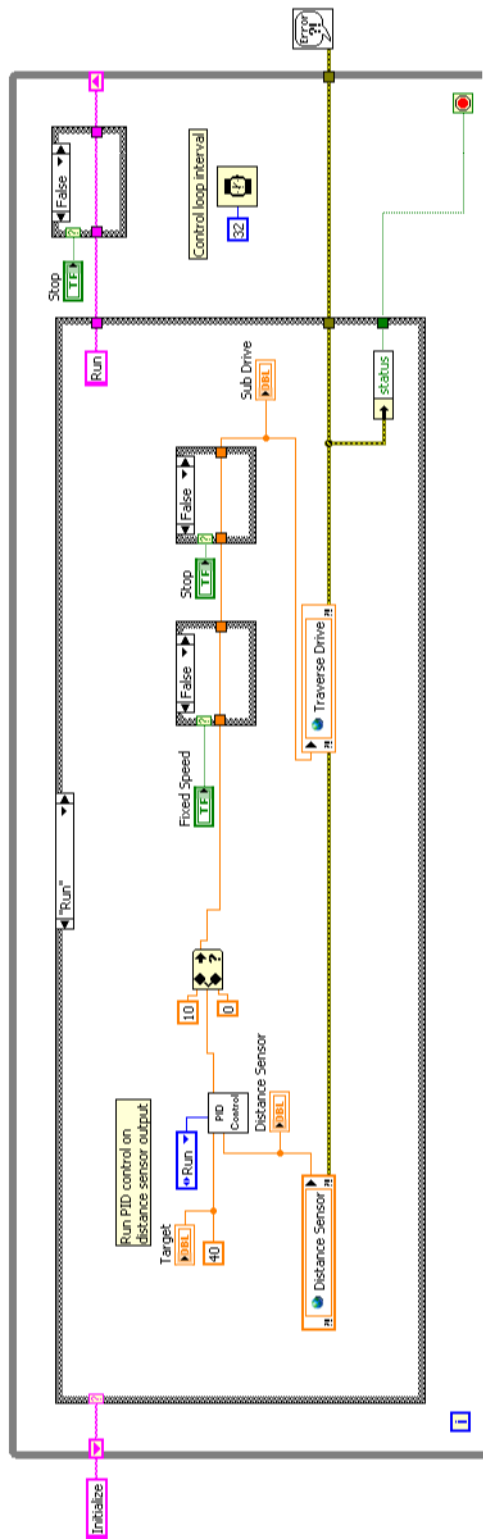 Initialize
"Run"
Run PID control on
distance sensor output
Target
DBL
40
Run
PID
Control
Distance Sensor
DBL
Distance Sensor
?!
?!
10
0
?
Fixed Speed
TF
?
False
Stop
TF
?
False
Sub Drive
DBL
Traverse Drive
?!
?!
status
Run
Stop
TF
?
False
Control loop interval
32
Error
?!
i
?